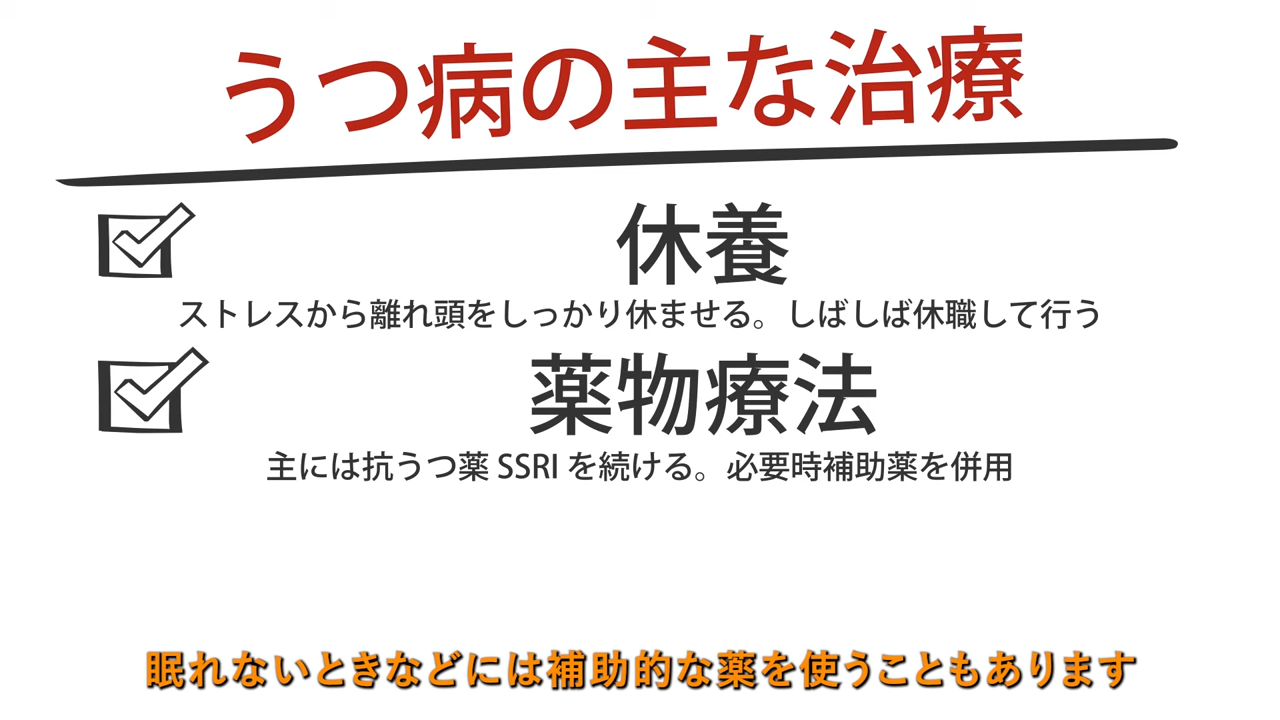 うつ病の主な治療
休養
ストレスから離れ頭をしっかり休ませる。しばしば休職して行う
薬物療法
主には抗うつ薬 SSRI を続ける。必要時補助薬を併用
眠れないときなどには補助的な薬を使うこともあります